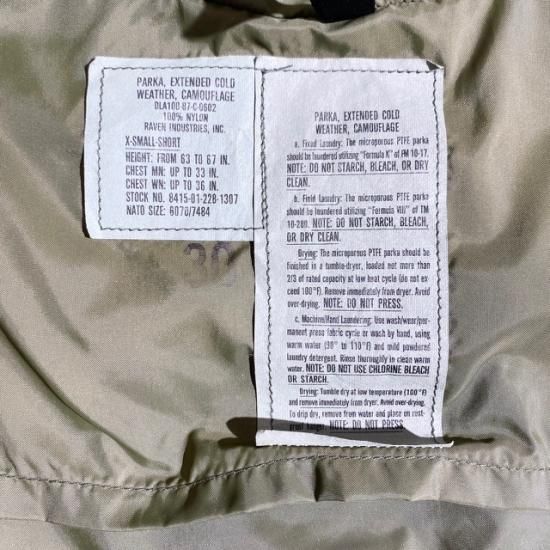 PARKA, EXTENDED COLD
WEATHER, CAMOUFLAGE
DLA100-87-C-0602
100% NYLON
RAVEN INDUSTRIES, INC.
X-SMALL-SHORT
HEIGHT: FROM 63 TO 67 IN.
CHEST MN: UP TO 33 IN.
CHEST WN: UP TO 36 IN.
STOCK NO. 8415-01-228-1307
NATO SIZE: 6070/7484
30
PARKA, EXTENDED COLD
WEATHER, CAMOUFLAGE
a. Fixed Laundry: The microporous PTFE parka
should be laundered utilizing "Formula K" of FM 10-17.
NOTE: DO NOT STARCH, BLEACH, OR DRY
CLEAN.
b. Field Laundry: The microporous PTFE parka
should be laundered utilizing "Formula VIII" of TM
10-280. NOTE: DO NOT STARCH, BLEACH,
OR DRY CLEAN.
Drying: The microporous PTFE parka should be
finished in a tumble-dryer, loaded not more than
2/3 of rated capacity at low heat cycle (do not ex-
ceed 100°F). Remove immediately from dryer. Avoid
over-drying. NOTE: DO NOT PRESS.
c. Machine/Hand Laundering: Use wash/wear/per-
manent press fabric cycle or wash by hand, using
warm water (90° to 110°F) and mild powdered
laundry detergent. Rinse thoroughly in clean warm
water. NOTE: DO NOT USE CHLORINE BLEACH
OR STARCH.
Drying: Tumble dry at low temperature (100°F)
and remove immediately from dryer. Avoid over-drying.
To drip dry, remove from water and place on rust-
proof hanger. NOTE: DO NOT PRESS.